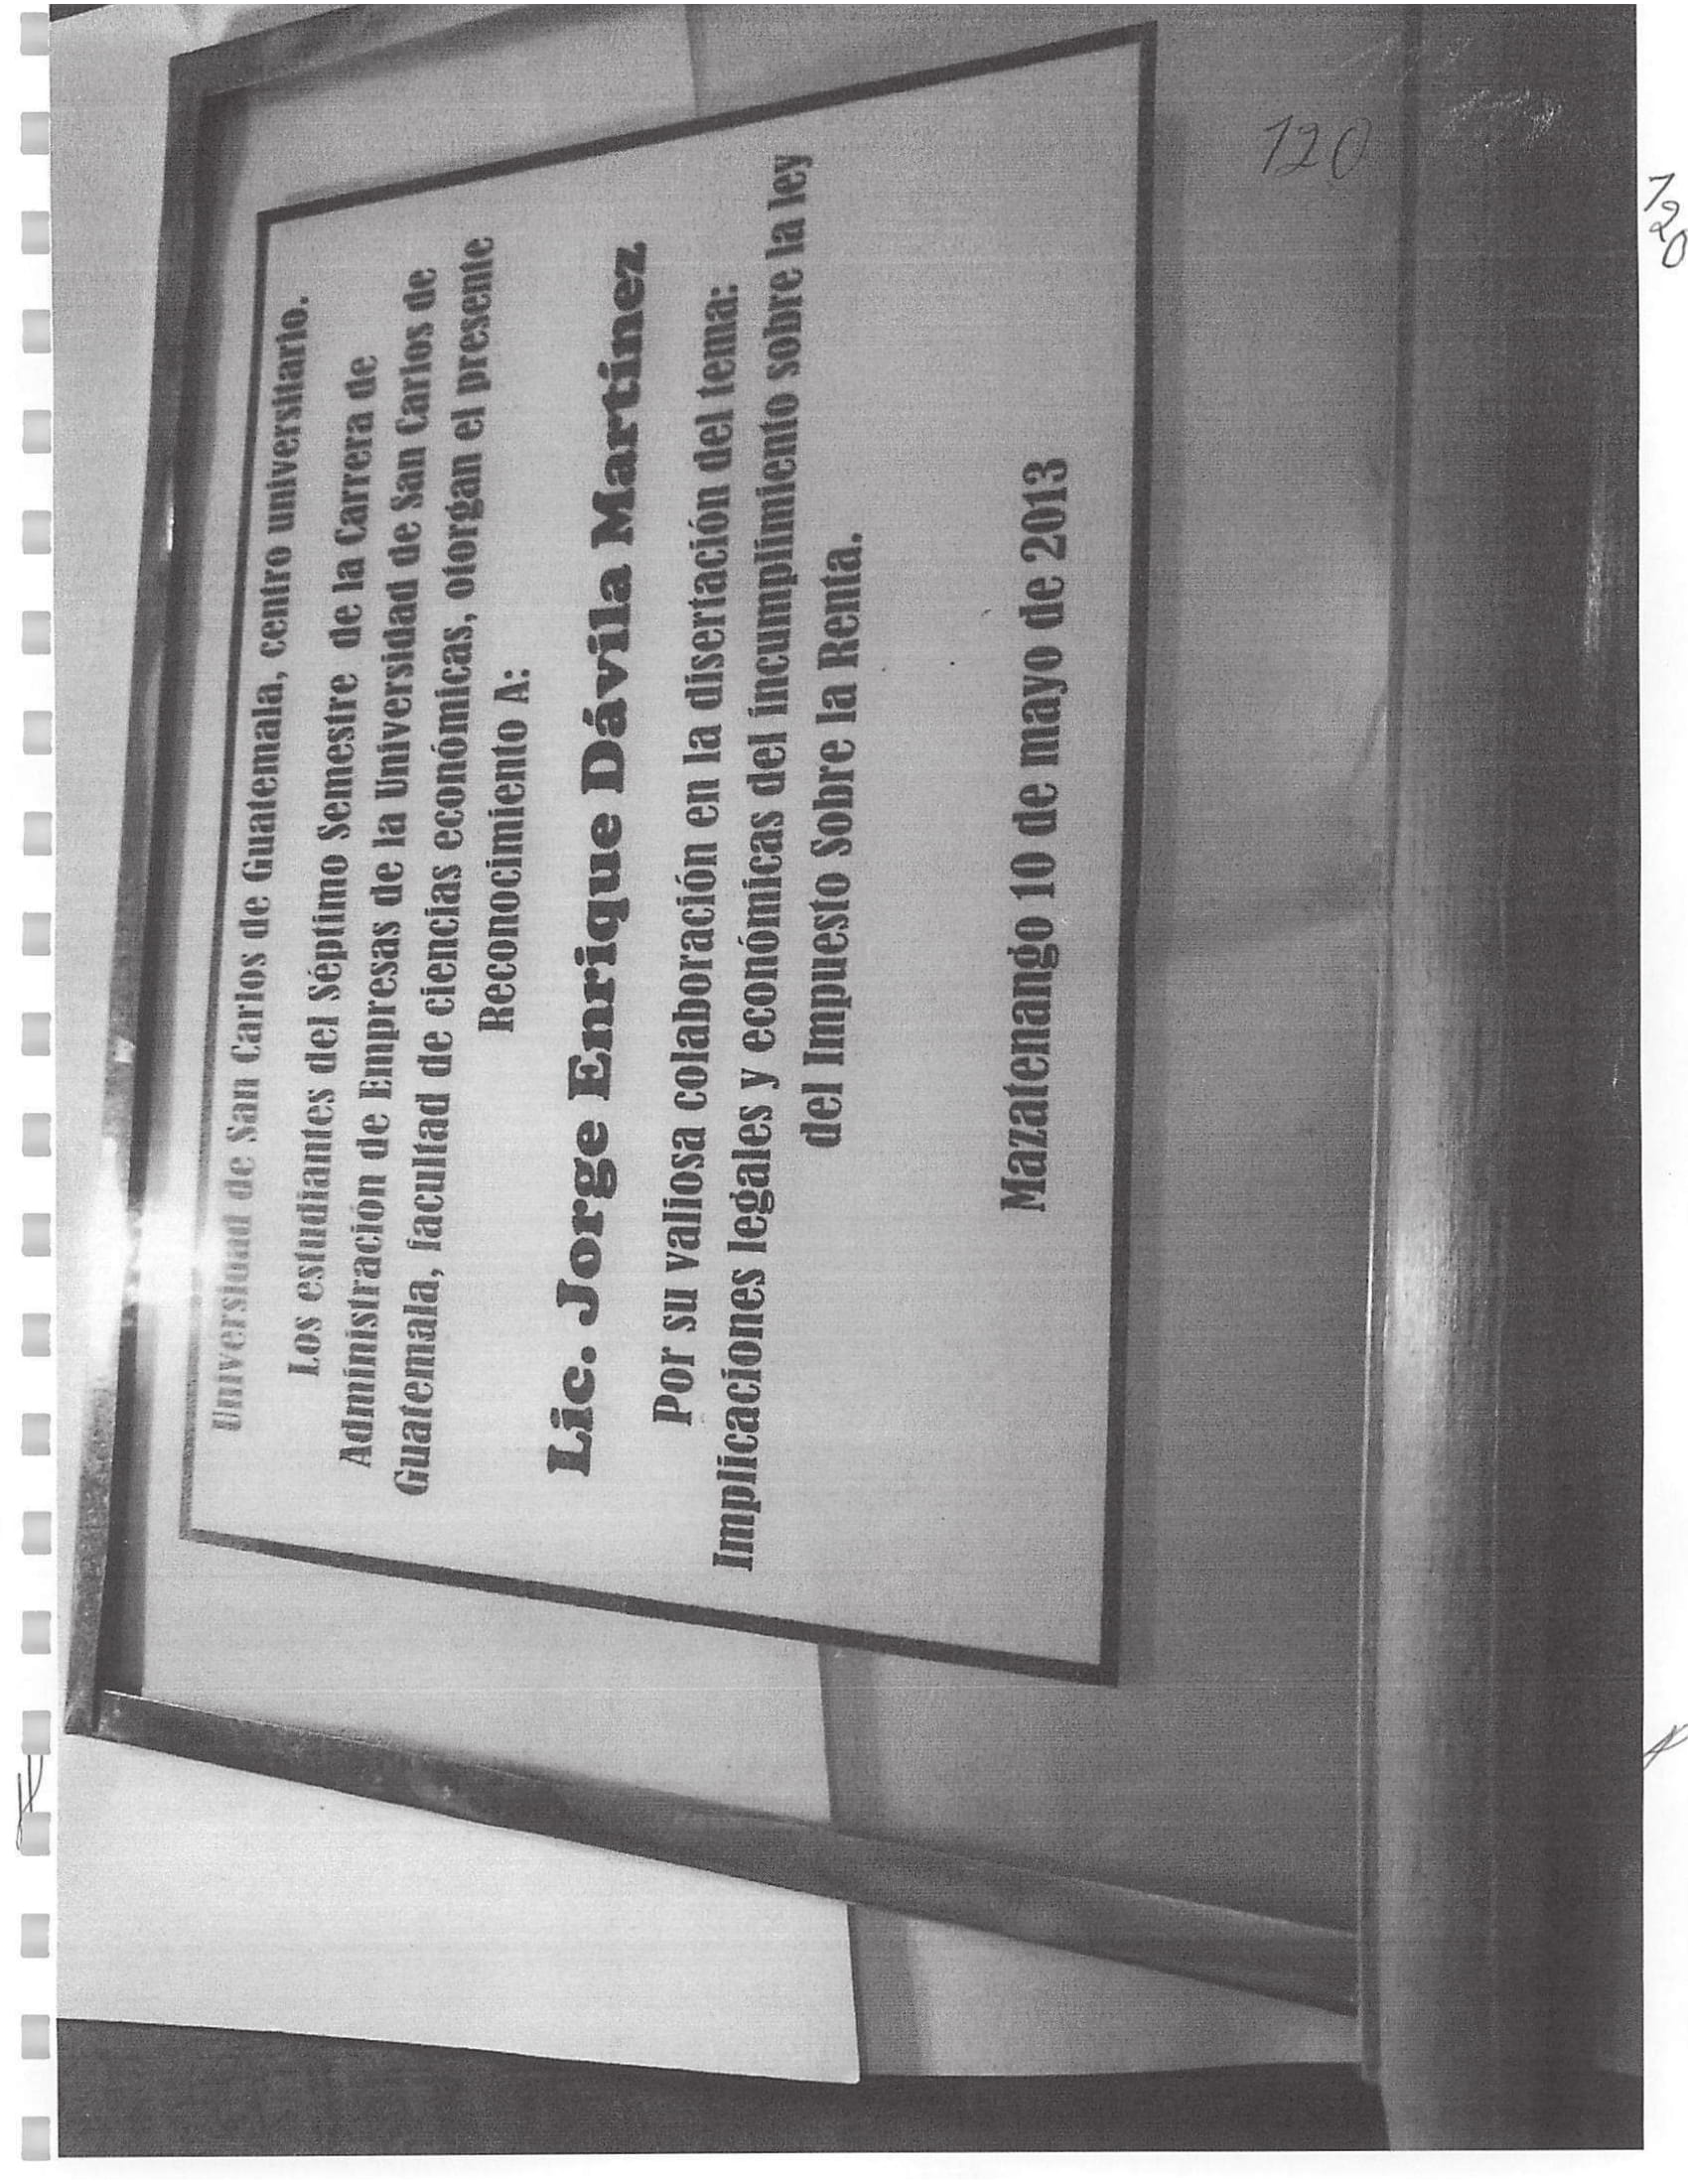 Universidad de San Carlos de Guatemala, centro universitario.
Los estudiantes del Séptimo Semestre de la Carrera de
Administración de Empresas de la Universidad de San Carlos de
Guatemala, facultad de ciencias económicas, otorgan el presente
Reconocimiento A:
Lic. Jorge Enrique Dávila Martínez
Por su valiosa colaboración en la disertación del tema:
Implicaciones legales y económicas del incumplimiento sobre la ley
del Impuesto Sobre la Renta.
Mazatenango 10 de mayo de 2013
120
120